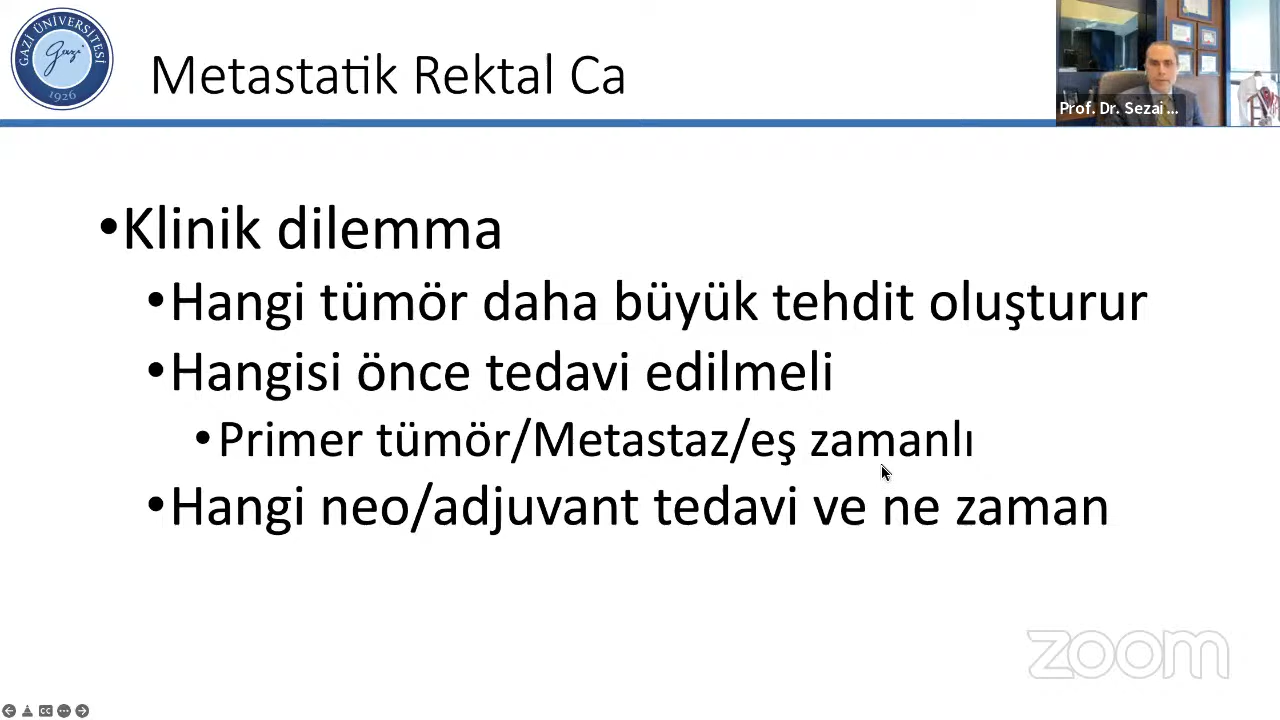 GAZİ ÜNİVERSİTESİ
gazi
1926
Metastatik Rektal Ca
Prof. Dr. Sezai ...
•Klinik dilemma
•Hangi tümör daha büyük tehdit oluşturur
•Hangisi önce tedavi edilmeli
•Primer tümör/Metastaz/eş zamanlı
•Hangi neo/adjuvant tedavi ve ne zaman
zoom